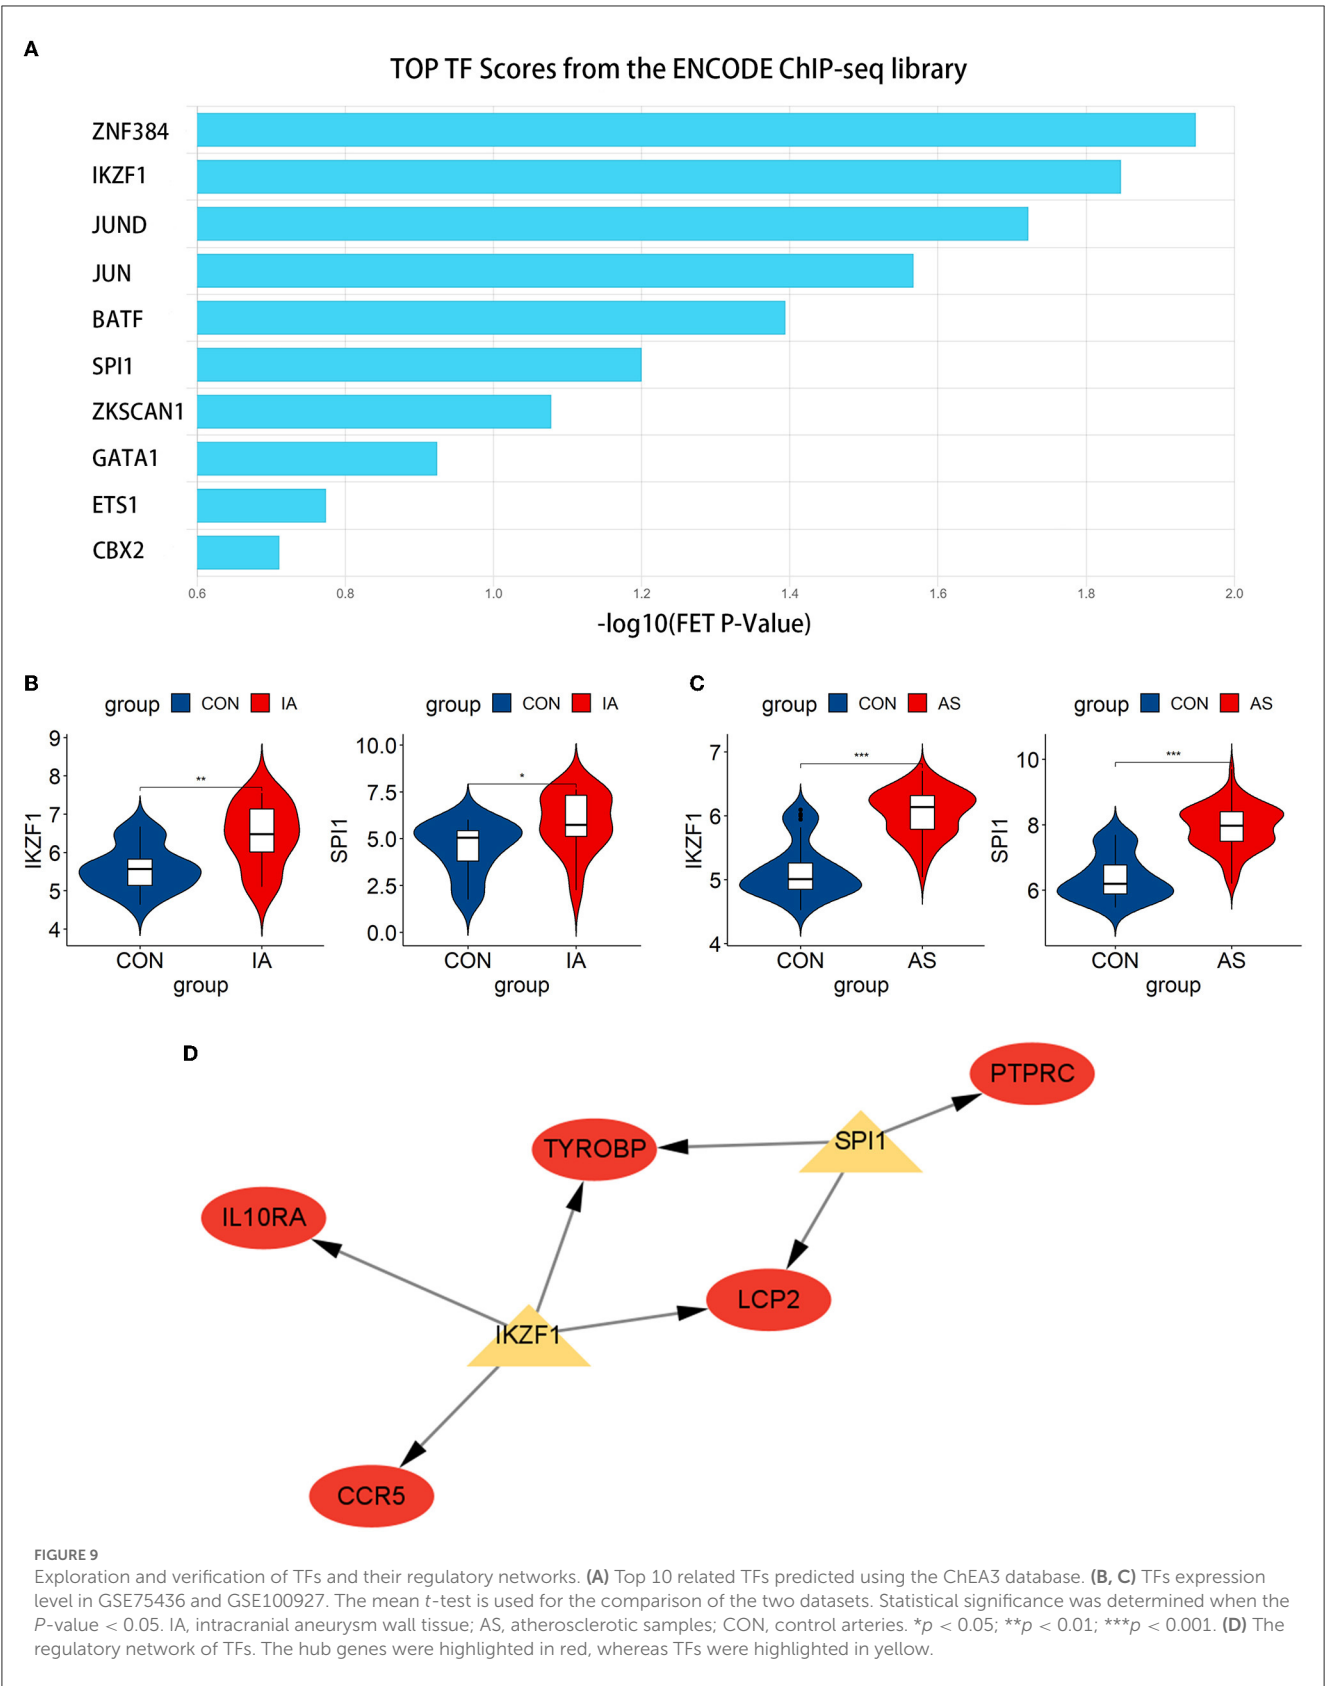 A
TOP TF Scores from the ENCODE ChIP-seq library
ZNF384
IKZF1
JUND
JUN
BATF
SPI1
ZKSCAN1
GATA1
ETS1
CBX2
0.6 0.8 1.0 1.2 1.4 1.6 1.8 2.0
-log10(FET P-Value)
B
group CON IA
IKZF1
9
8
7
6
5
4
**
CON IA
group
group CON IA
SPI1
10.0
7.5
5.0
2.5
0.0
*
CON IA
group
C
group CON AS
IKZF1
7
6
5
4
***
CON AS
group
group CON AS
SPI1
10
8
6
***
CON AS
group
D
PTPRC
SPI1
TYROBP
IL10RA
LCP2
IKZF1
CCR5
FIGURE 9
Exploration and verification of TFs and their regulatory networks. (A) Top 10 related TFs predicted using the ChEA3 database. (B, C) TFs expression
level in GSE75436 and GSE100927. The mean t-test is used for the comparison of the two datasets. Statistical significance was determined when the
P-value < 0.05. IA, intracranial aneurysm wall tissue; AS, atherosclerotic samples; CON, control arteries. *p < 0.05; **p < 0.01; ***p < 0.001. (D) The
regulatory network of TFs. The hub genes were highlighted in red, whereas TFs were highlighted in yellow.